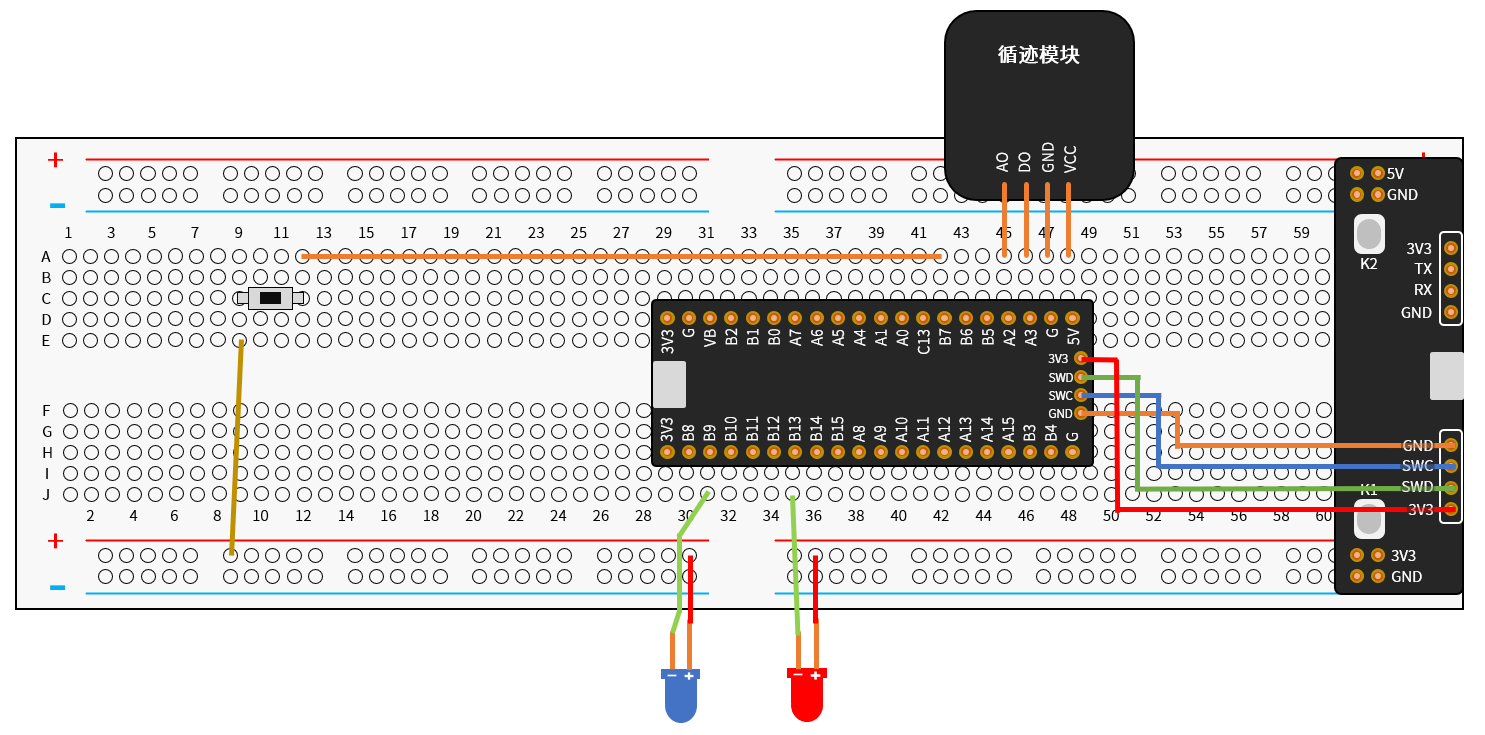 循迹模块
AO DO GND VCC
+
-
1 3 5 7 9 11 13 15 17 19 21 23 25 27 29 31 33 35 37 39 41 43 45 47 49 51 53 55 57 59
A
B
C
D
E
F
G
H
I
J
3V3 G VB B2 B1 B0 A7 A6 A5 A4 A1 A0 C13 B7 B6 B5 A2 A3 G 5V
3V3
SWD
SWC
GND
3V3 B8 B9 B10 B11 B12 B13 B14 B15 A8 A9 A10 A11 A12 A13 A14 A15 B3 B4 G
2 4 6 8 10 12 14 16 18 20 22 24 26 28 30 32 34 36 38 40 42 44 46 48 50 52 54 56 58 60
+
-
- +
- +
5V
GND
K2
3V3
TX
RX
GND
GND
SWC
SWD
3V3
K1
3V3
GND